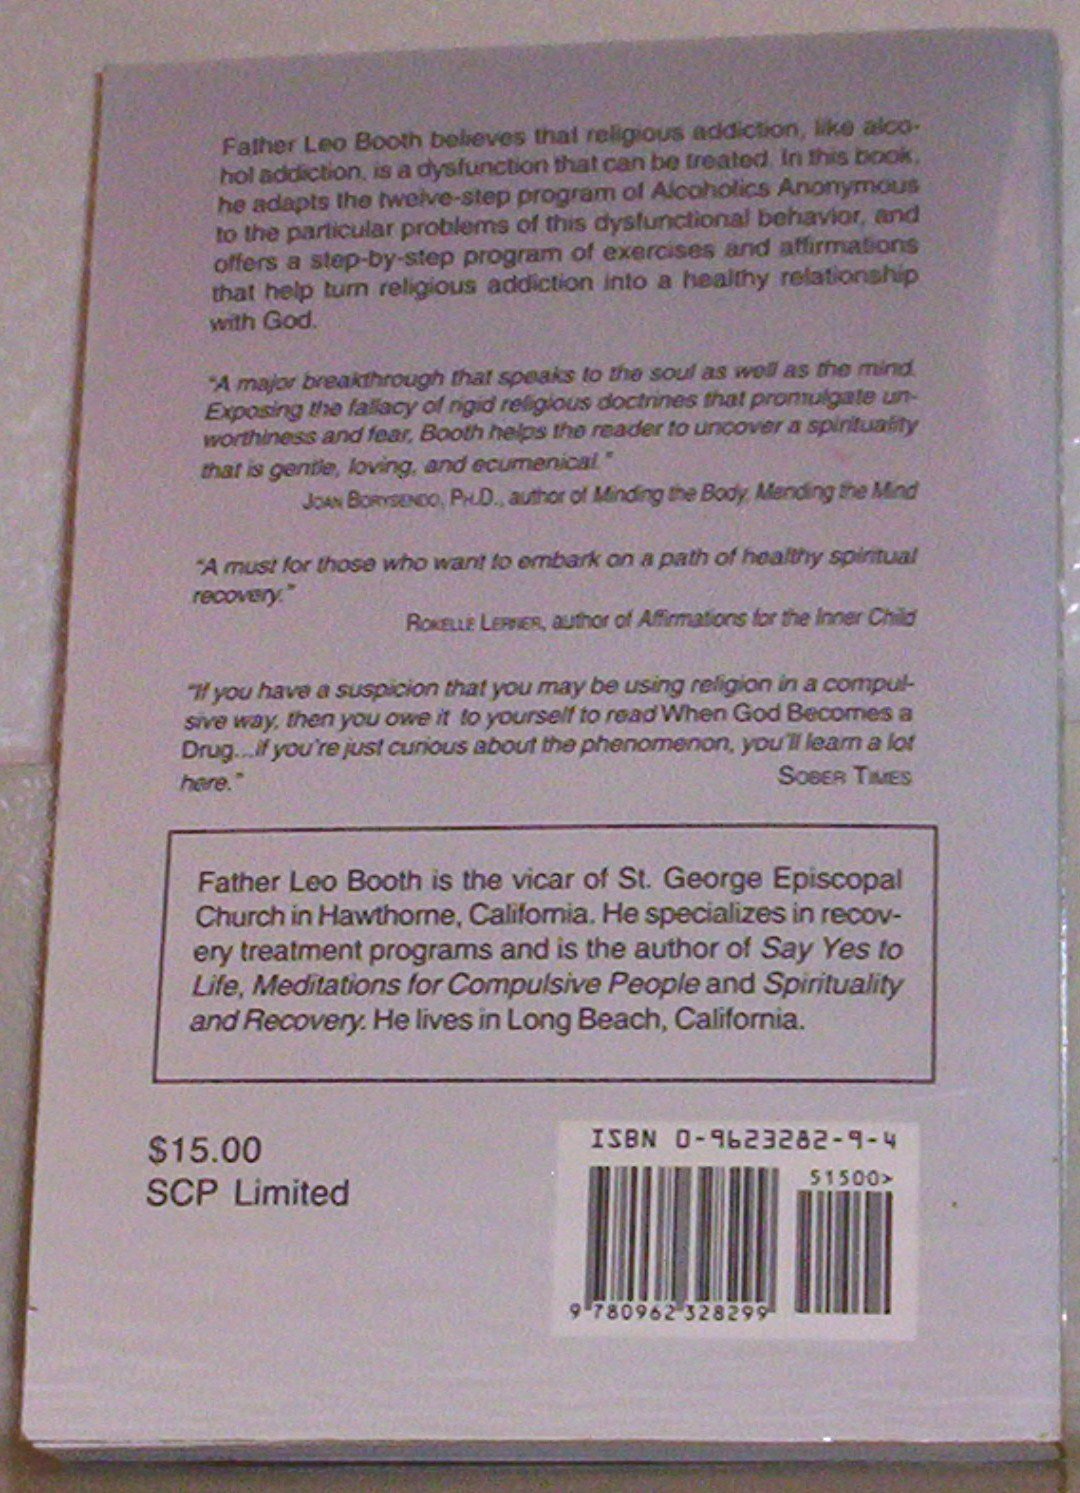 Father Leo Booth believes that religious addiction, like alco-
hol addiction, is a dysfunction that can be treated. In this book,
he adapts the twelve-step program of Alcoholics Anonymous
to the particular problems of this dysfunctional behavior, and
offers a step-by-step program of exercises and affirmations
that help turn religious addiction into a healthy relationship
with God.
"A major breakthrough that speaks to the soul as well as the mind.
Exposing the fallacy of rigid religious doctrines that promulgate un-
worthiness and fear, Booth helps the reader to uncover a spirituality
that is gentle, loving, and ecumenical."
JOAN BORYSENDO, PH.D., author of Minding the Body, Mending the Mind
"A must for those who want to embark on a path of healthy spiritual
recovery."
ROKELLE LERNER, author of Affirmations for the Inner Child
"If you have a suspicion that you may be using religion in a compul-
sive way, then you owe it to yourself to read When God Becomes a
Drug...if you're just curious about the phenomenon, you'll learn a lot
here." SOBER TIMES
Father Leo Booth is the vicar of St. George Episcopal
Church in Hawthorne, California. He specializes in recov-
ery treatment programs and is the author of Say Yes to
Life, Meditations for Compulsive People and Spirituality
and Recovery. He lives in Long Beach, California.
$15.00
SCP Limited
ISBN 0-9623282-9-4
51500>
9 780962 328299